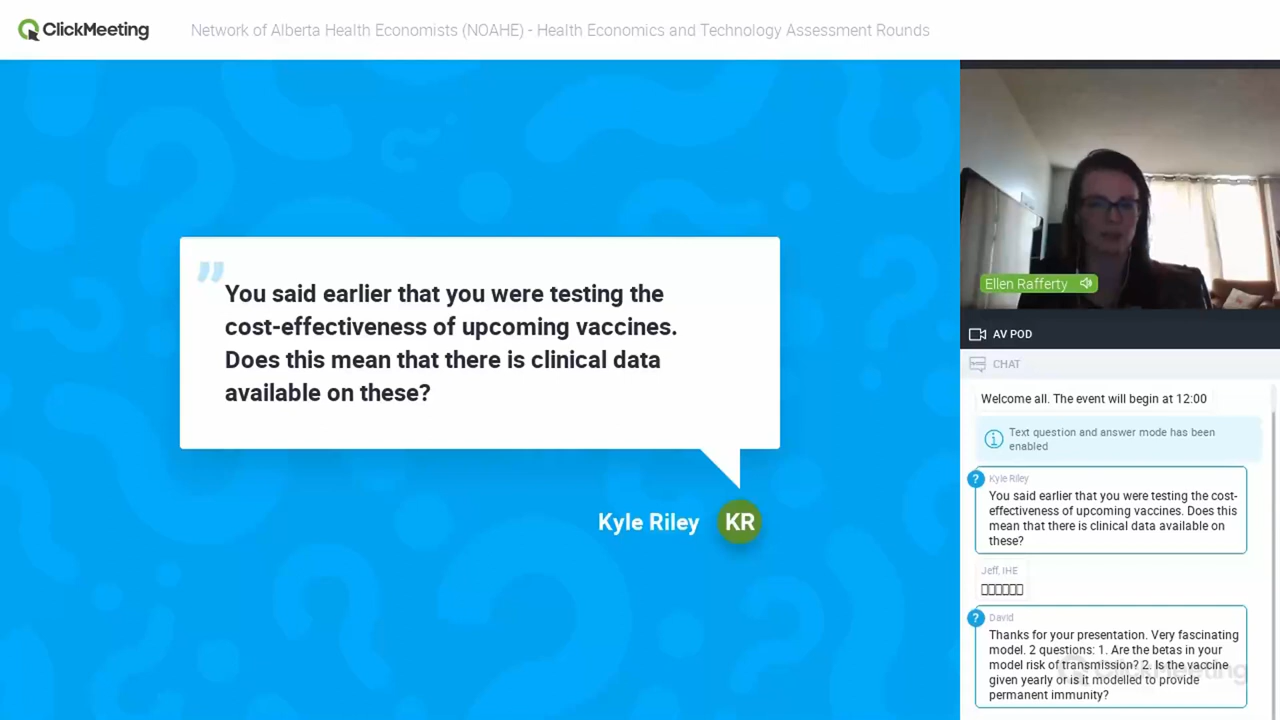 ClickMeeting
Network of Alberta Health Economists (NOAHE) - Health Economics and Technology Assessment Rounds
You said earlier that you were testing the
cost-effectiveness of upcoming vaccines.
Does this mean that there is clinical data
available on these?
Kyle Riley
KR
Ellen Rafferty
AV POD
CHAT
Welcome all. The event will begin at 12:00
Text question and answer mode has been
enabled
?
Kyle Riley
You said earlier that you were testing the cost-
effectiveness of upcoming vaccines. Does this
mean that there is clinical data available on
these?
Jeff, IHE
?
David
Thanks for your presentation. Very fascinating
model. 2 questions: 1. Are the betas in your
model risk of transmission? 2. Is the vaccine
given yearly or is it modelled to provide
permanent immunity?
ClickMeeting